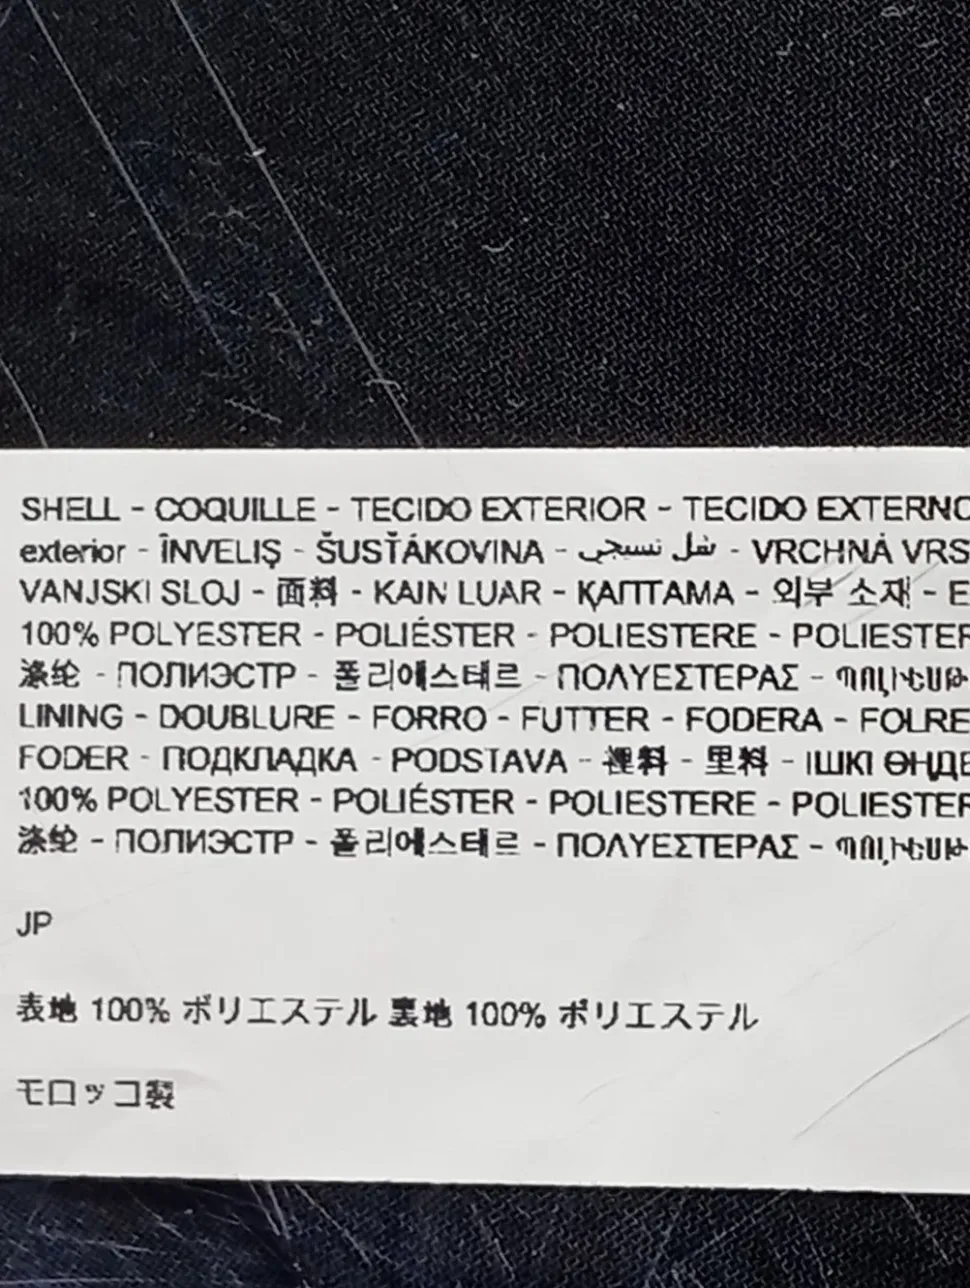 SHELL - COQUILLE - TECIDO EXTERIOR - TECIDO EXTERNO
exterior - ÎNVELIŞ - ŠUSŤÁKOVINA - شل نسيجي - VRCHNÁ VRS
VANJSKI SLOJ - 面料 - KAIN LUAR - ҚАПТАМА - 외부 소재 - E
100% POLYESTER - POLIÉSTER - POLIESTERE - POLIESTER
涤纶 - ПОЛИЭСТР - 폴리에스테르 - ΠΟΛΥΕΣΤΕΡΑΣ -
LINING - DOUBLURE - FORRO - FUTTER - FODERA - FOLRE
FODER - ПОДКЛАДКА - PODSTAVA - 裡料 - 里料 - ІШКІ ӨҢДЕ
100% POLYESTER - POLIÉSTER - POLIESTERE - POLIESTER
涤纶 - ПОЛИЭСТР - 폴리에스테르 - ΠΟΛΥΕΣΤΕΡΑΣ -
JP
表地 100% ポリエステル 裏地 100% ポリエステル
モロッコ製